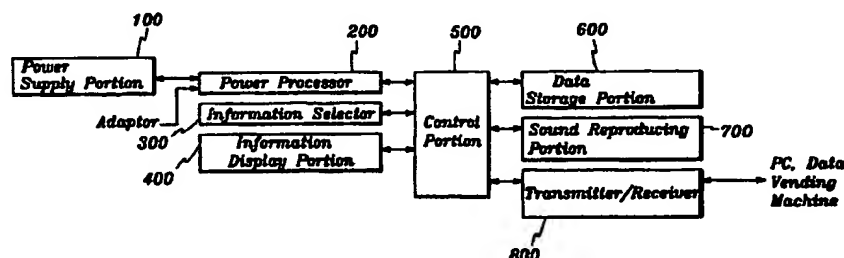 100
200
500
600
Power
Supply Portion
Power Processor
Data
Storage Portion
Adaptor
300
Information Selector
Control
Portion
Sound Reproducing
Portion
700
400
Information
Display Portion
Transmitter/Receiver
PC, Data
Vending
Machine
800